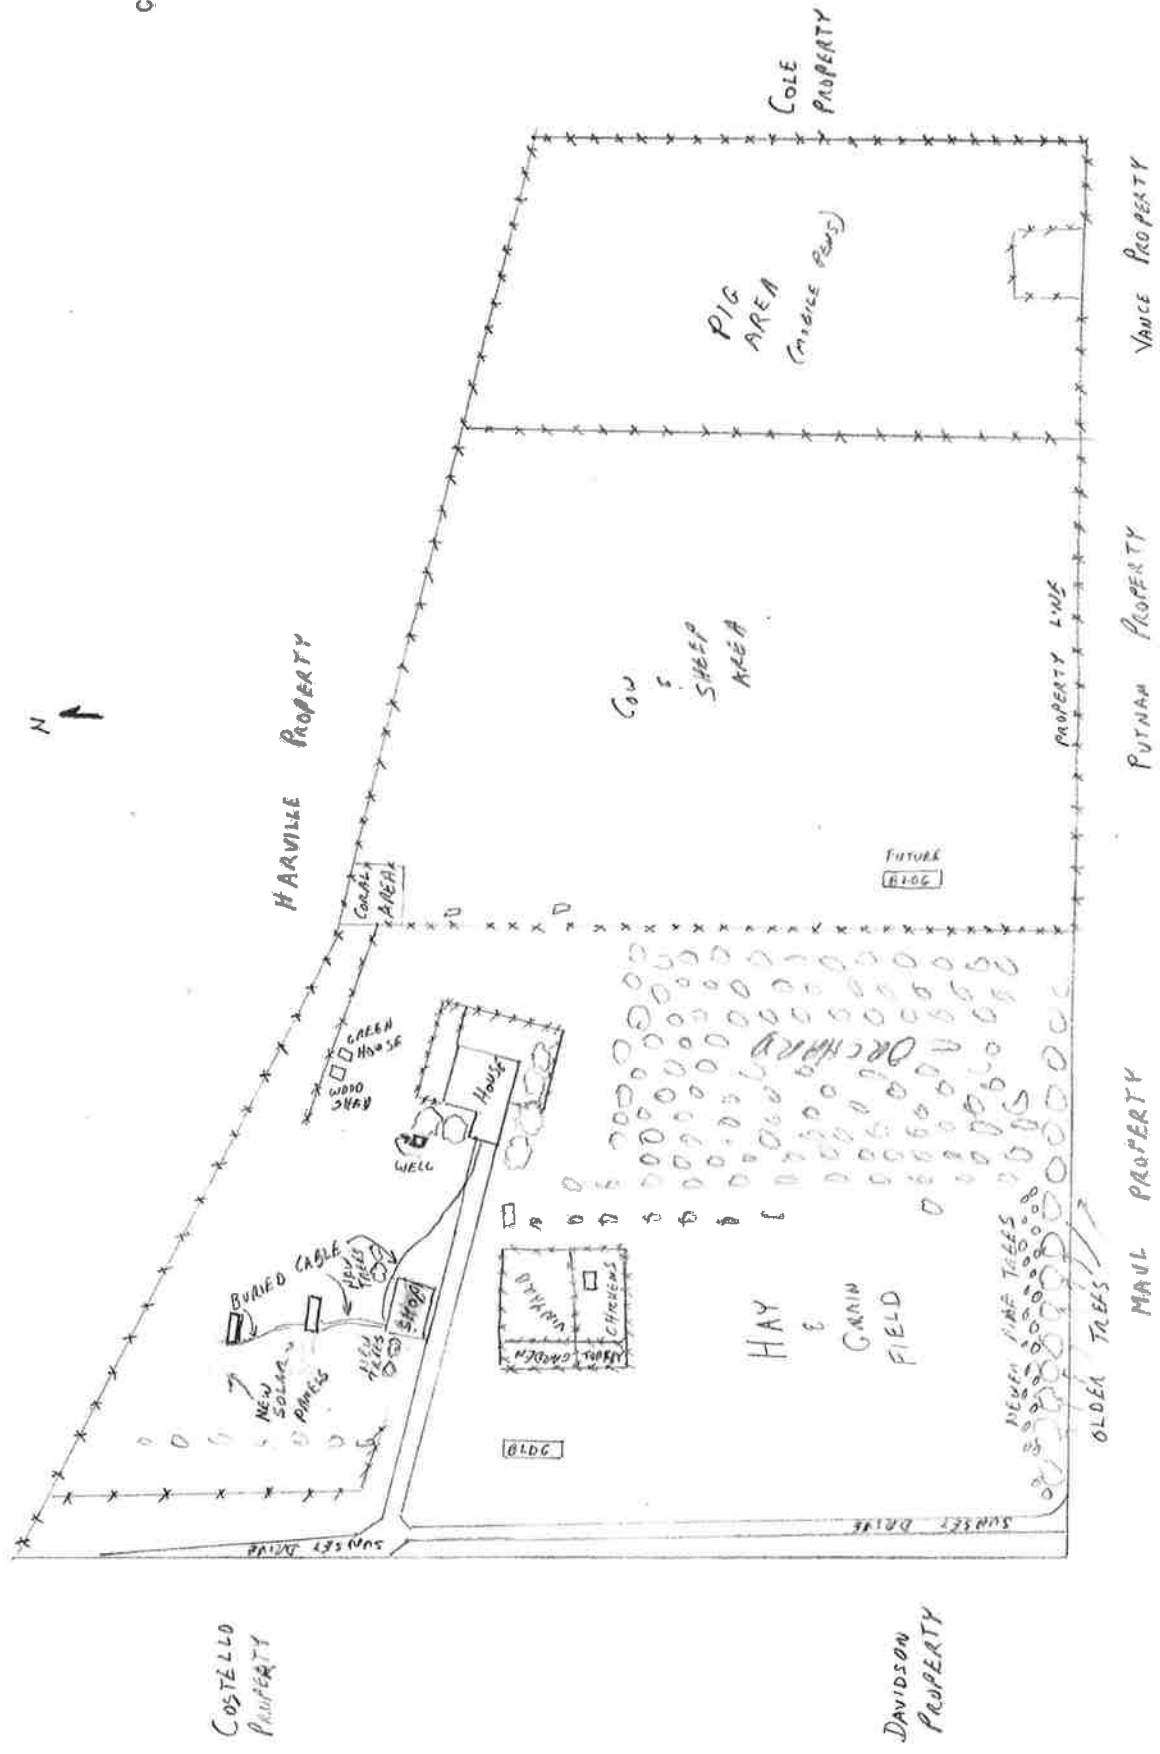 N
COSTELLO
PROPERTY
HARVILLE PROPERTY
SUNSET DRIVE
NEW
SOLAR
PANELS
BURIED CABLE
NEW
TREES
NEW
TREES
SHOP
WOOD
SHED
GREEN
HOUSE
CORAL
AREA
WELL
HOUSE
BLDG
GARDEN
VINYARD
CHICKENS
HAY
&
GRAIN
FIELD
ORCHARD
COW
&
SHEEP
AREA
FUTURE
BLDG
PIG
AREA
(MOBILE PENS)
COLE
PROPERTY
DAVIDSON
PROPERTY
SUNSET DRIVE
NEWER PINE TREES
OLDER TREES
PROPERTY LINE
MAUL PROPERTY
PUTNAM PROPERTY
VANCE PROPERTY